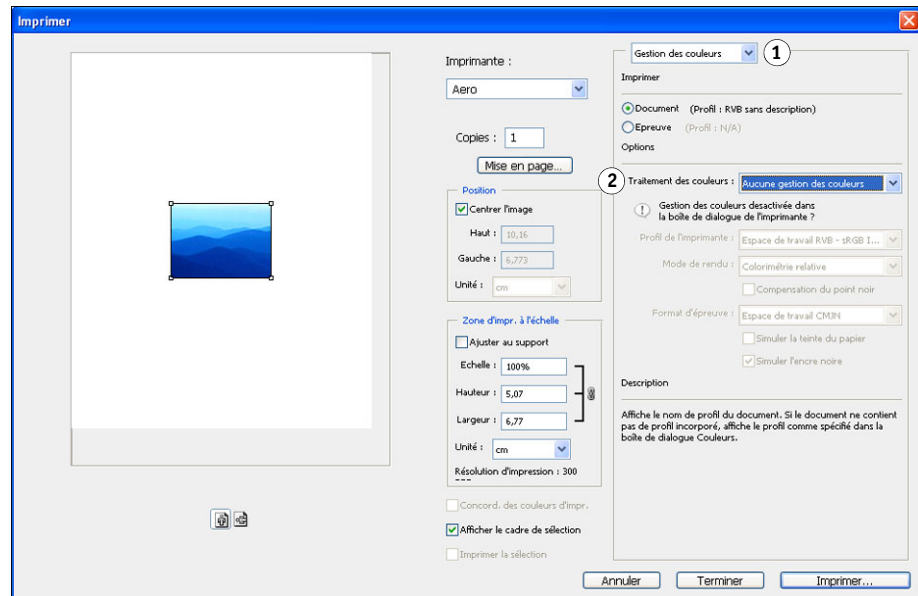 Imprimer
Imprimante :
Aero
Copies : 1
Mise en page...
Position
Centrer l'image
Haut : 10,16
Gauche : 6,773
Unité : cm
Zone d'impr. à l'échelle
Ajuster au support
Echelle : 100%
Hauteur : 5,07
Largeur : 6,77
Unité : cm
Résolution d'impression : 300
Concord. des couleurs d'impr.
Afficher le cadre de sélection
Imprimer la sélection
Gestion des couleurs 1
Imprimer
Document (Profil : RVB sans description)
Epreuve (Profil : N/A)
Options
2 Traitement des couleurs : Aucune gestion des couleurs
Gestion des couleurs desactivée dans
la boîte de dialogue de l'imprimante ?
Profil de l'imprimante : Espace de travail RVB - sRGB I...
Mode de rendu : Colorimétrie relative
Compensation du point noir
Format d'épreuve : Espace de travail CMJN
Simuler la teinte du papier
Simuler l'encre noire
Description
Affiche le nom de profil du document. Si le document ne contient
pas de profil incorporé, affiche le profil comme spécifié dans la
boîte de dialogue Couleurs.
Annuler
Terminer
Imprimer...